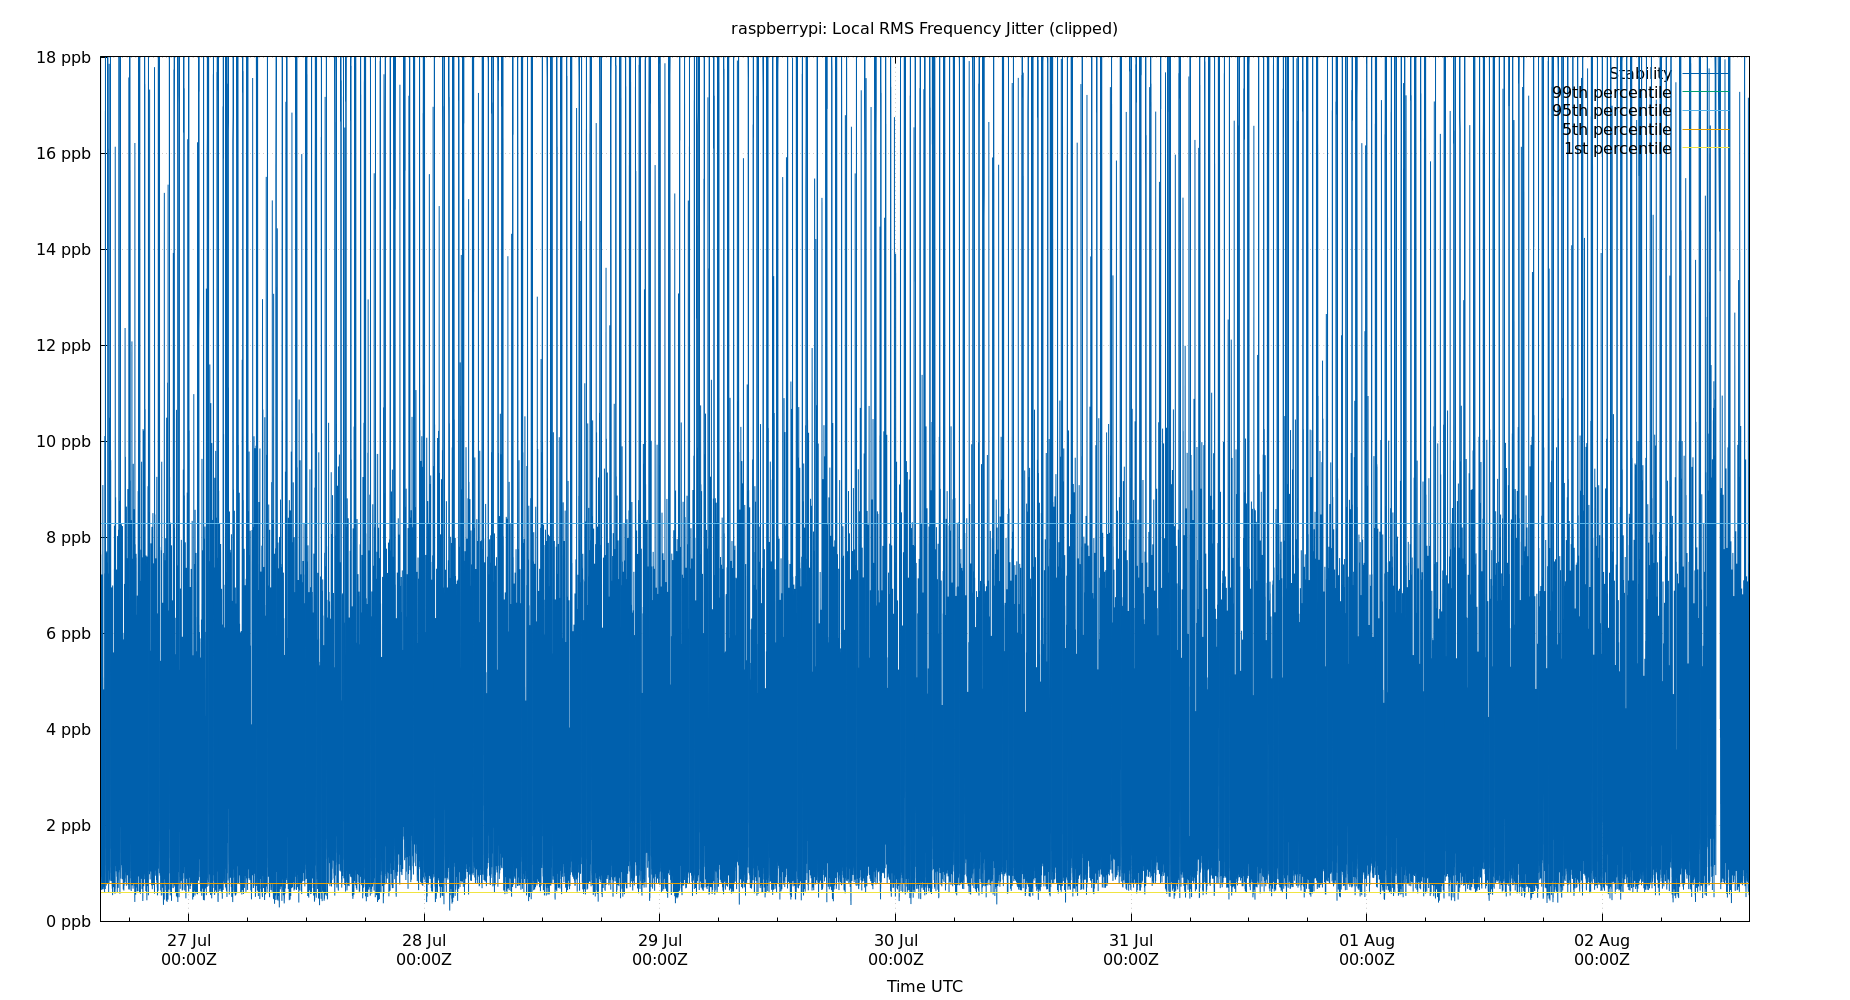 raspberrypi: Local RMS Frequency Jitter (clipped)
18 ppb
16 ppb
14 ppb
12 ppb
10 ppb
8 ppb
6 ppb
4 ppb
2 ppb
0 ppb
Stability
99th percentile
95th percentile
5th percentile
1st percentile
27 Jul 28 Jul 29 Jul 30 Jul 31 Jul 01 Aug 02 Aug
00:00Z 00:00Z 00:00Z 00:00Z 00:00Z 00:00Z 00:00Z
Time UTC